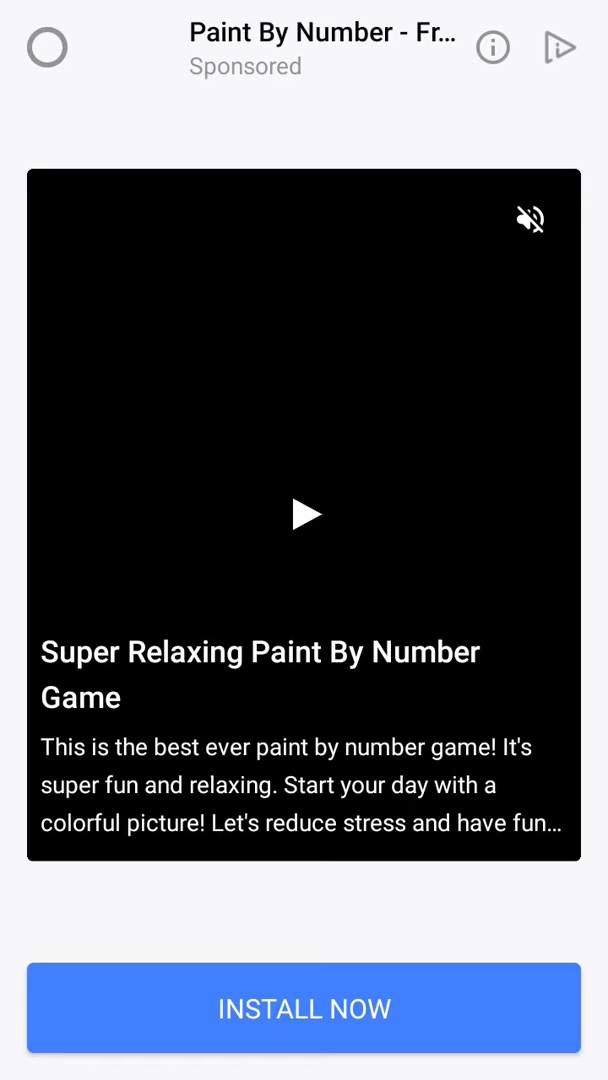 Paint By Number - Fr...
Sponsored
Super Relaxing Paint By Number
Game
This is the best ever paint by number game! It's
super fun and relaxing. Start your day with a
colorful picture! Let's reduce stress and have fun...
INSTALL NOW